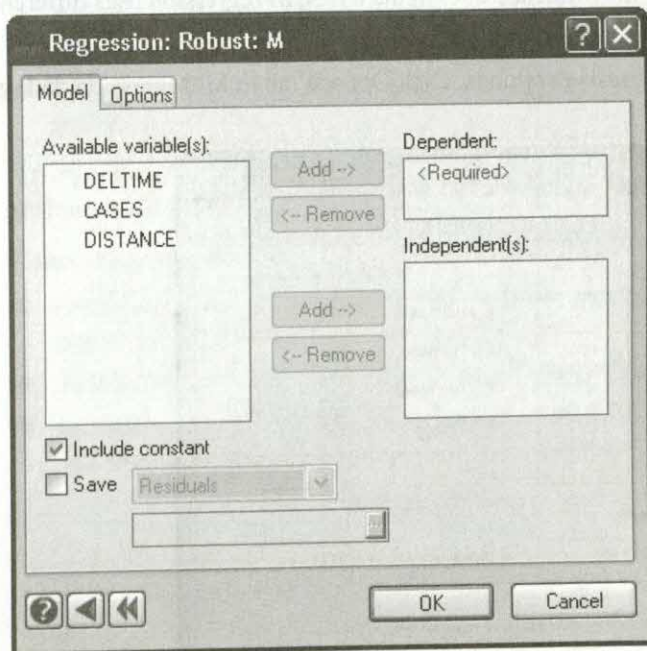 Regression: Robust: M
Model
Options
Available variable(s):
DELTIME
CASES
DISTANCE
Add -->
<-- Remove
Dependent:
<Required>
Independent(s):
Add -->
<-- Remove
Include constant
Save
Residuals
OK
Cancel